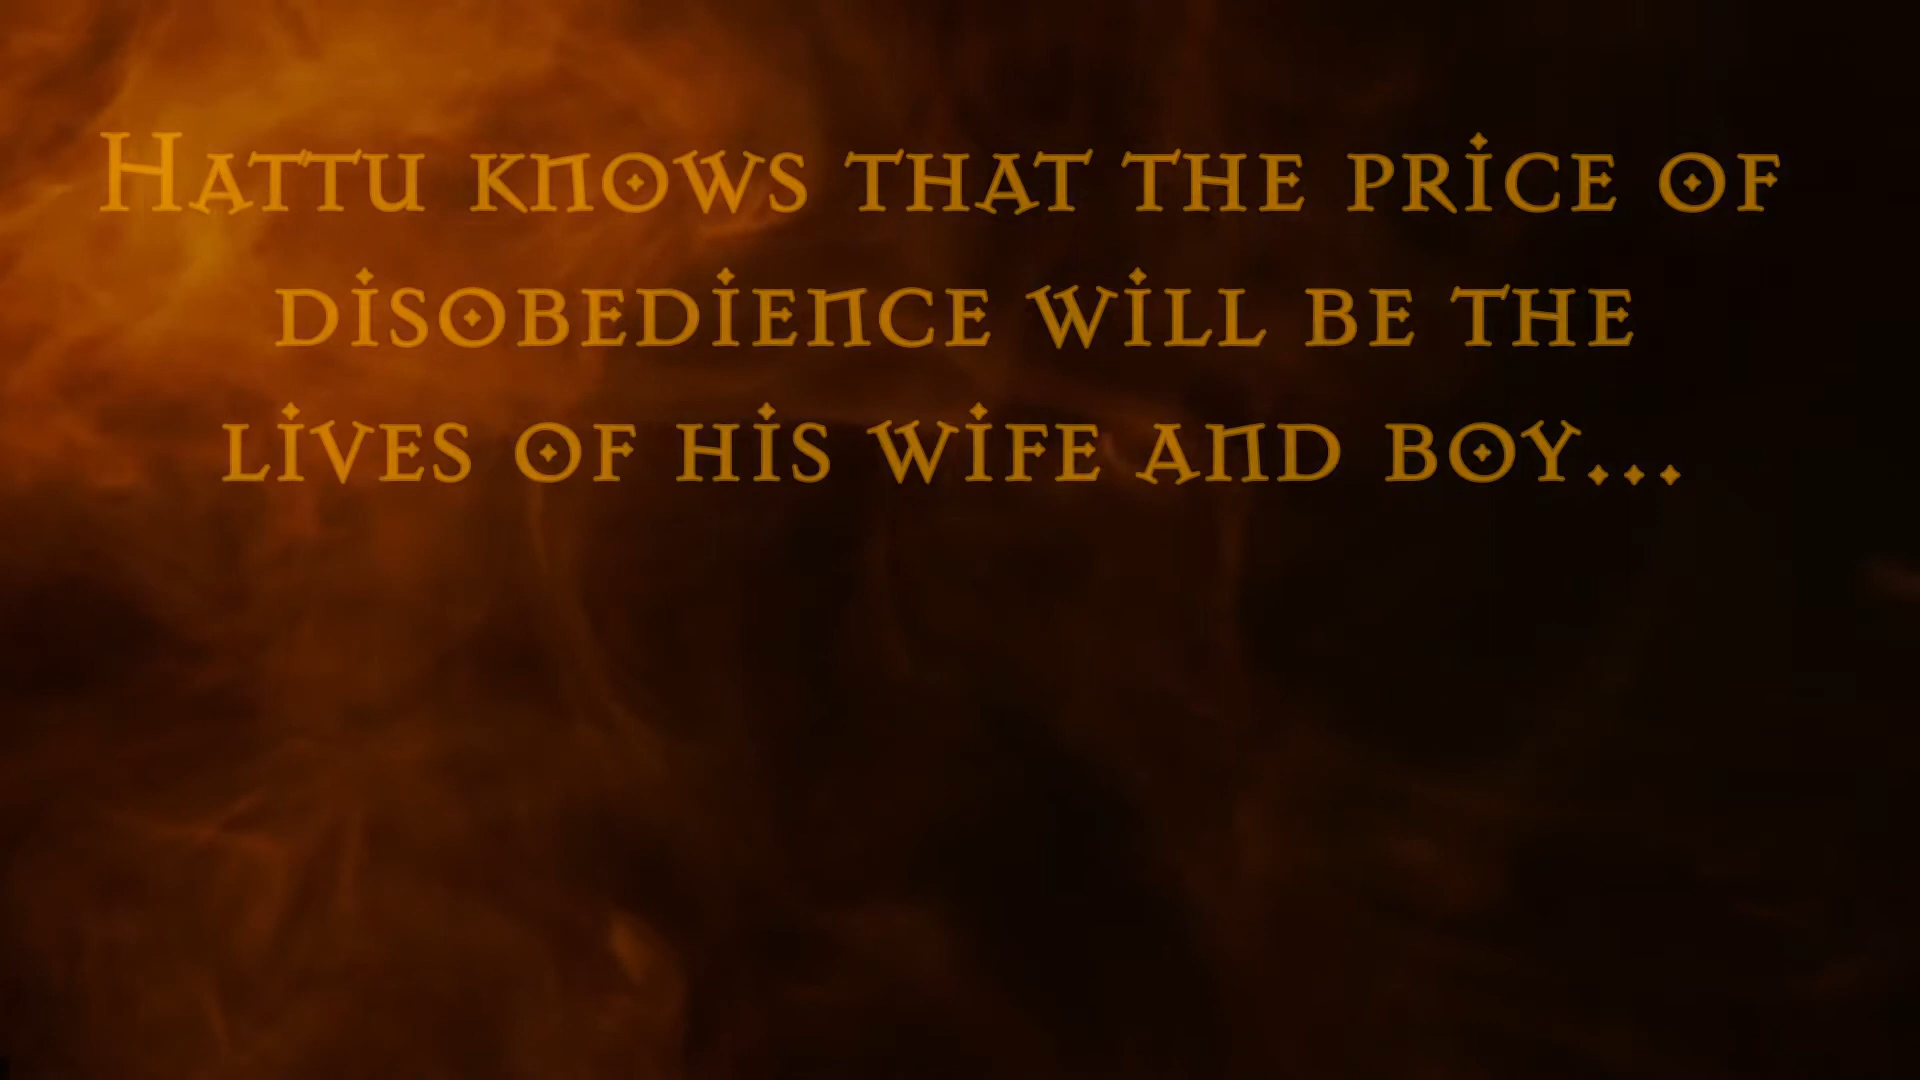 Hattu knows that the price of
disobedience will be the
lives of his wife and boy...